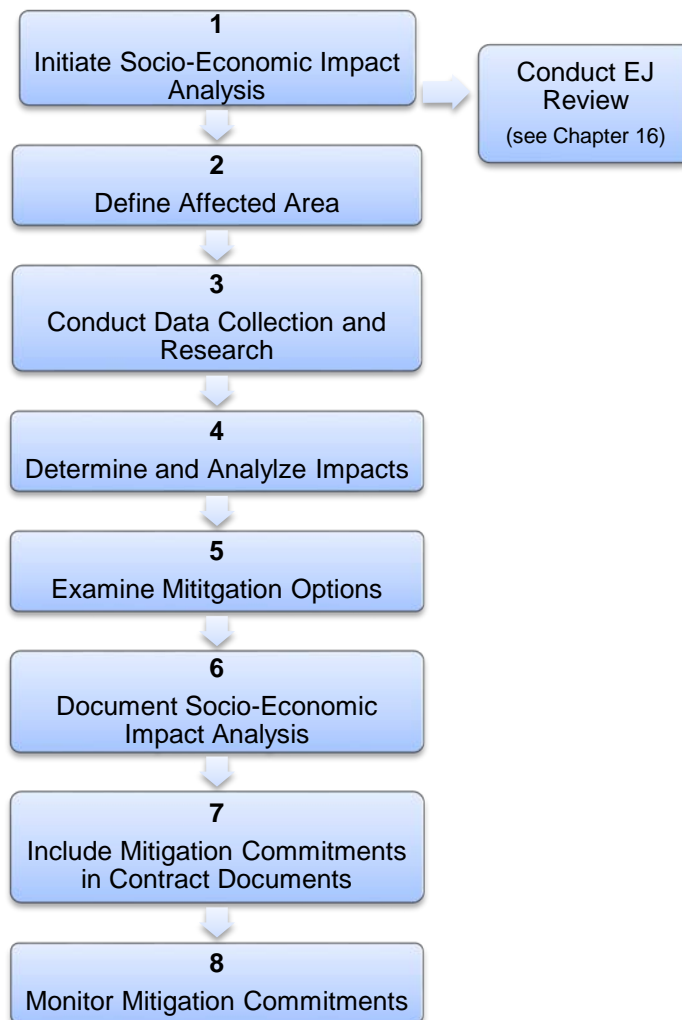 1
Initiate Socio-Economic Impact
Analysis
Conduct EJ
Review
(see Chapter 16)
2
Define Affected Area
3
Conduct Data Collection and
Research
4
Determine and Analylze Impacts
5
Examine Mititgation Options
6
Document Socio-Economic
Impact Analysis
7
Include Mitigation Commitments
in Contract Documents
8
Monitor Mitigation Commitments